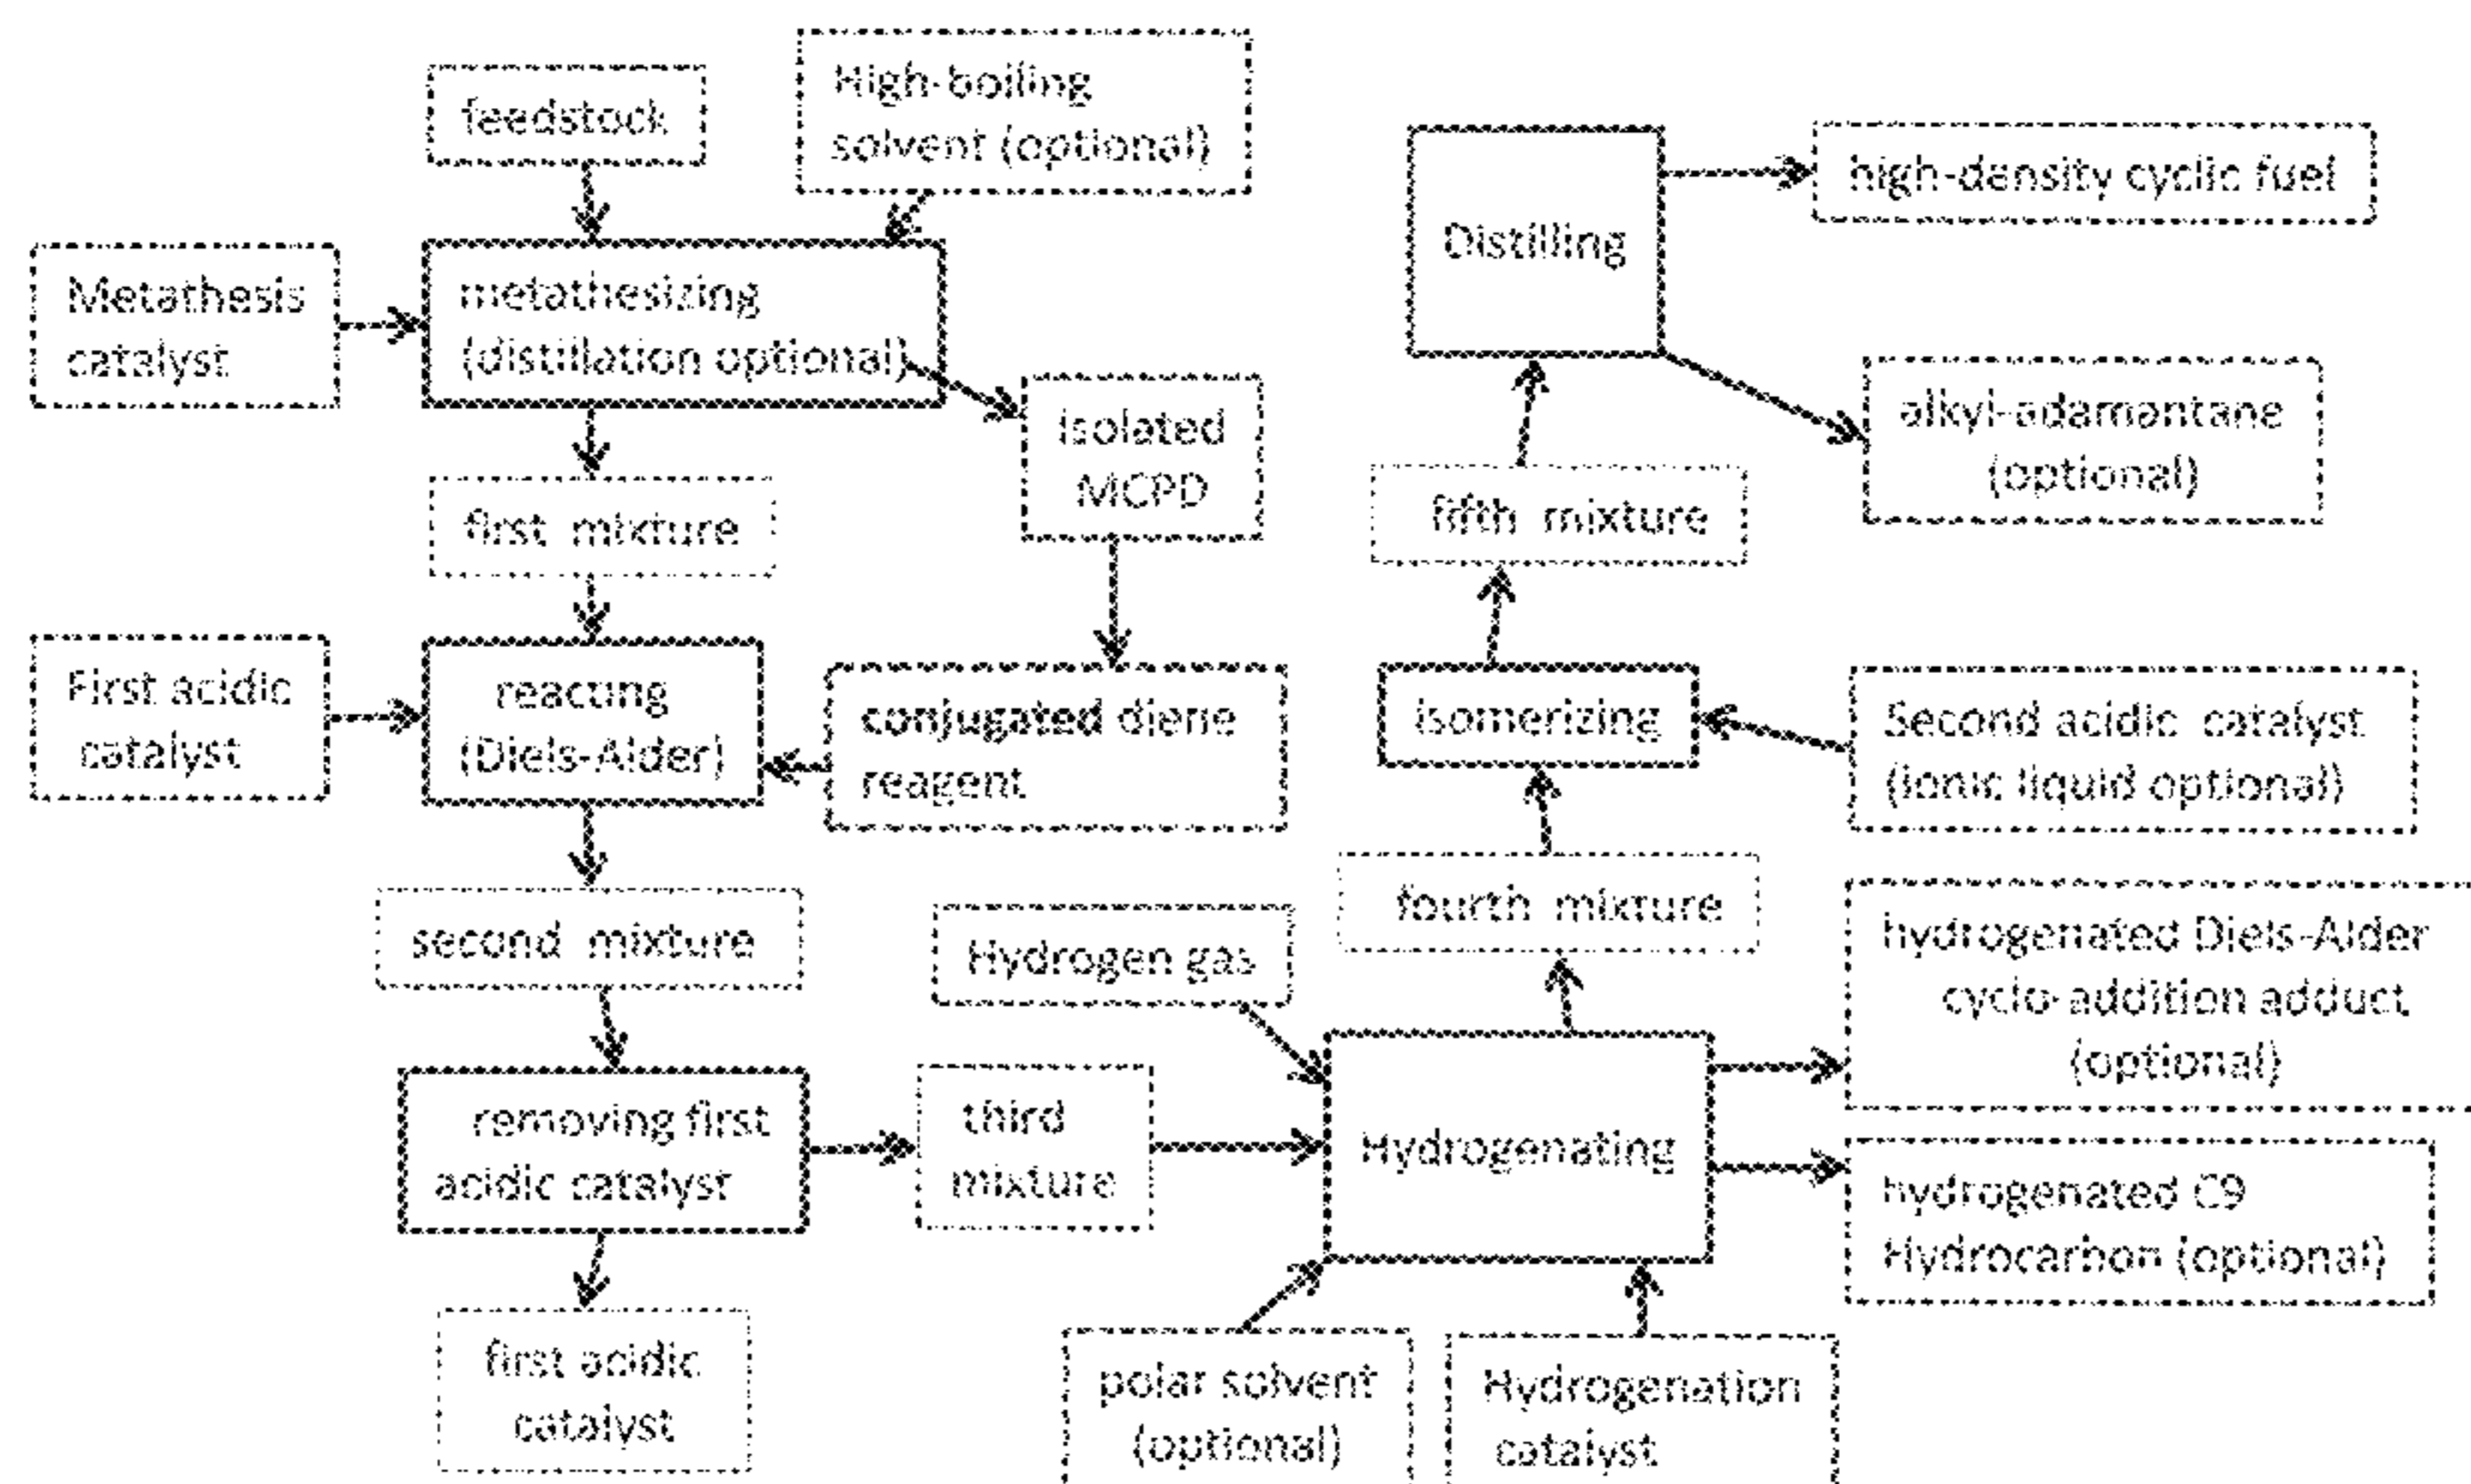 feedstock
High-boiling
solvent (optional)
Metathesis
catalyst
metathesizing
(distillation optional)
isolated
MCPD
first mixture
First acidic
catalyst
reacting
(Diels-Alder)
conjugated diene
reagent
second mixture
removing first
acidic catalyst
first acidic
catalyst
third
mixture
Hydrogen gas
Hydrogenating
polar solvent
(optional)
Hydrogenation
catalyst
hydrogenated Diels-Alder
cyclo-addition adduct
(optional)
hydrogenated C9
Hydrocarbon (optional)
fourth mixture
isomerizing
Second acidic catalyst
(ionic liquid optional)
fifth mixture
Distilling
high-density cyclic fuel
alkyl-adamantane
(optional)